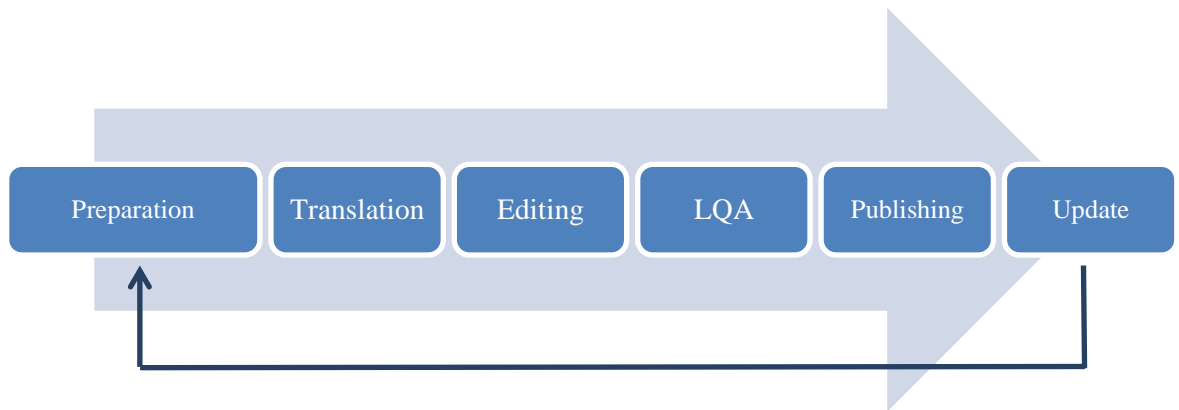 Preparation
Translation
Editing
LQA
Publishing
Update